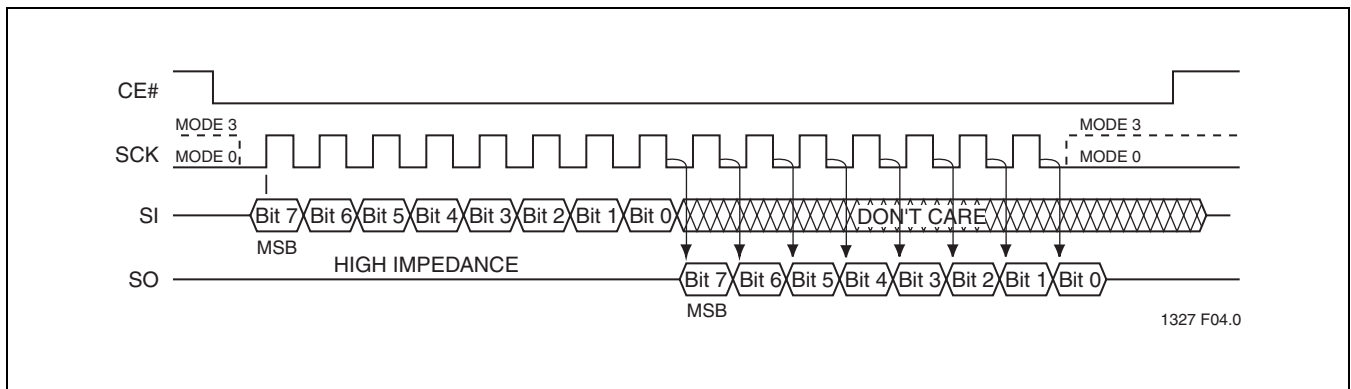 CE#
MODE 3
MODE 3
SCK
MODE 0
MODE 0
SI
Bit 7 Bit 6 Bit 5 Bit 4 Bit 3 Bit 2 Bit 1 Bit 0
DON'T CARE
MSB
HIGH IMPEDANCE
SO
Bit 7 Bit 6 Bit 5 Bit 4 Bit 3 Bit 2 Bit 1 Bit 0
MSB
1327 F04.0